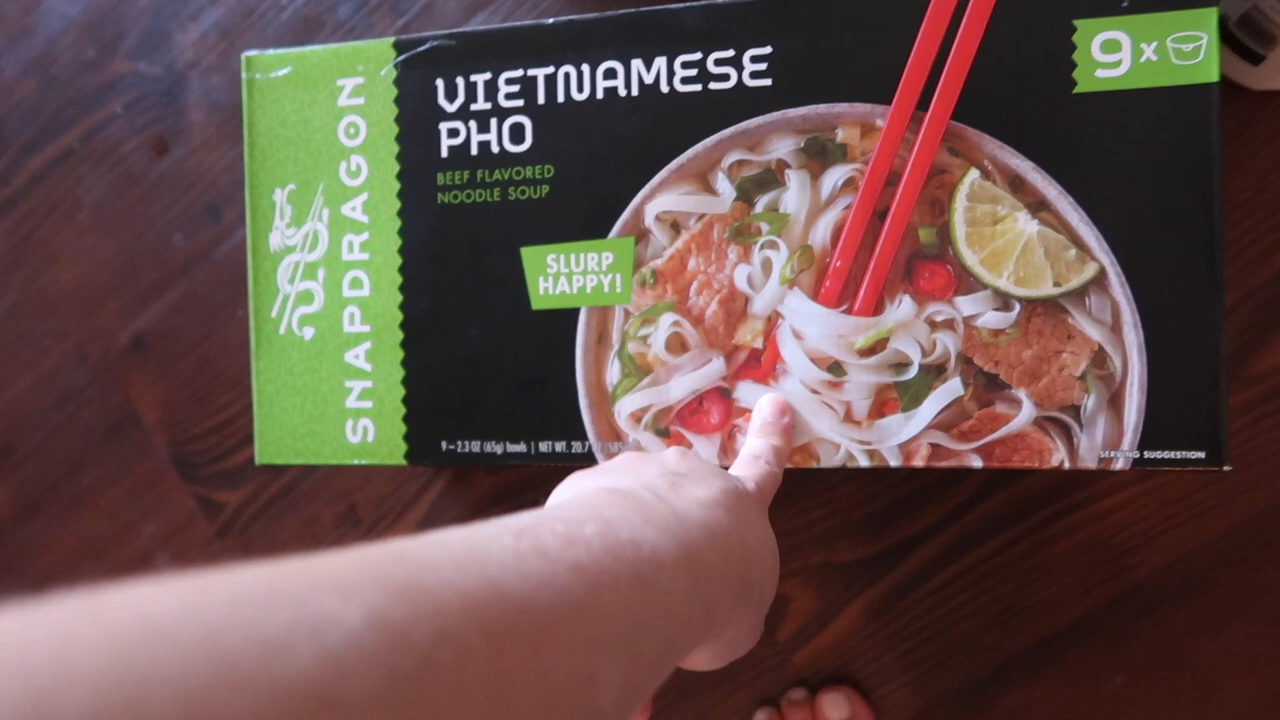 SNAPDRAGON
VIETNAMESE
PHO
BEEF FLAVORED
NOODLE SOUP
SLURP
HAPPY!
9x
9 – 2.3 OZ (65g) bowls | NET WT. 20.7
SERVING SUGGESTION